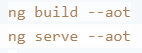 ng build --aot
ng serve --aot